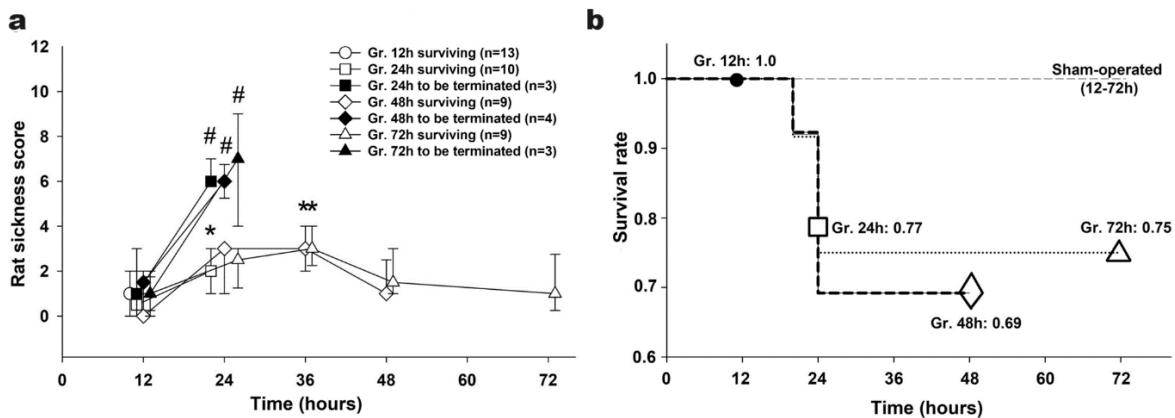 a
Rat sickness score
12
10
8
6
4
2
0
0 12 24 36 48 60 72
Time (hours)
Gr. 12h surviving (n=13)
Gr. 24h surviving (n=10)
Gr. 24h to be terminated (n=3)
Gr. 48h surviving (n=9)
Gr. 48h to be terminated (n=4)
Gr. 72h surviving (n=9)
Gr. 72h to be terminated (n=3)
#
# #
* **
b
Survival rate
1.0
0.9
0.8
0.7
0.6
0 12 24 36 48 60 72
Time (hours)
Gr. 12h: 1.0
Sham-operated
(12-72h)
Gr. 24h: 0.77
Gr. 72h: 0.75
Gr. 48h: 0.69